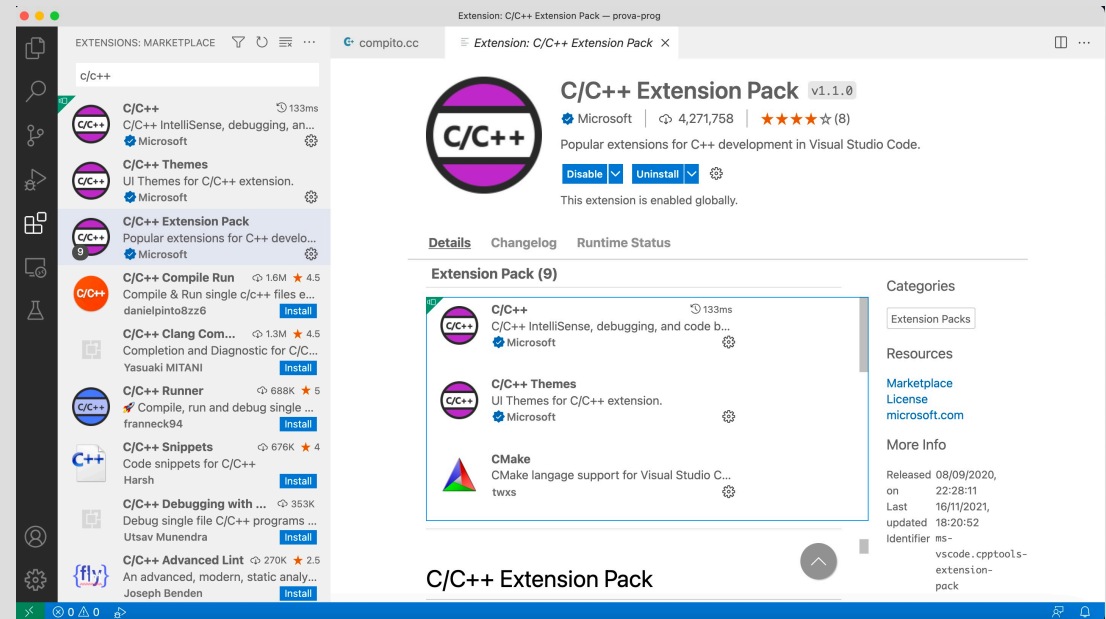 Extension: C/C++ Extension Pack — prova-prog
EXTENSIONS: MARKETPLACE
c/c++
C/C++
133ms
C/C++ IntelliSense, debugging, an...
Microsoft
C/C++ Themes
UI Themes for C/C++ extension.
Microsoft
C/C++ Extension Pack
Popular extensions for C++ develo...
9
Microsoft
C/C++ Compile Run 1.6M 4.5
Compile & Run single c/c++ files e...
danielpinto8zz6 Install
C/C++ Clang Com... 1.3M 4.5
Completion and Diagnostic for C/C...
Yasuaki MITANI Install
C/C++ Runner 688K 5
Compile, run and debug single ...
franneck94 Install
C/C++ Snippets 676K 4
Code snippets for C/C++
Harsh Install
C/C++ Debugging with ... 353K
Debug single file C/C++ programs ...
Utsav Munendra Install
C/C++ Advanced Lint 270K 2.5
An advanced, modern, static analy...
Joseph Benden Install
C/C++
C/C++
C/C++
C/C++
C/C++
C++
{fly}
0 0
compito.cc
Extension: C/C++ Extension Pack
C/C++
C/C++ Extension Pack v1.1.0
Microsoft 4,271,758 (8)
Popular extensions for C++ development in Visual Studio Code.
Disable Uninstall
This extension is enabled globally.
Details Changelog Runtime Status
Extension Pack (9)
C/C++
C/C++ 133ms
C/C++ IntelliSense, debugging, and code b...
Microsoft
C/C++
C/C++ Themes
UI Themes for C/C++ extension.
Microsoft
CMake
CMake langage support for Visual Studio C...
twxs
C/C++ Extension Pack
Categories
Extension Packs
Resources
Marketplace
License
microsoft.com
More Info
Released 08/09/2020,
on 22:28:11
Last 16/11/2021,
updated 18:20:52
Identifier ms-
vscode.cpptools-
extension-
pack